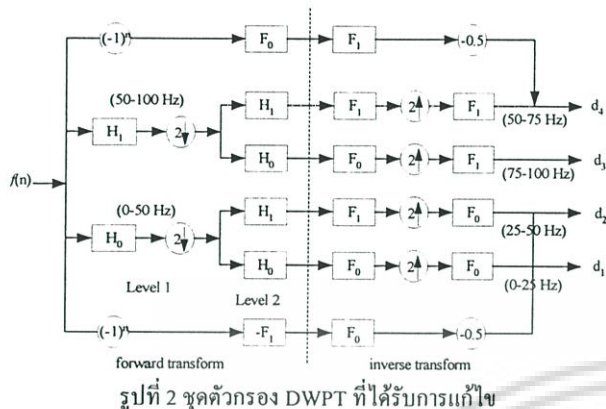 (-1)ⁿ F₀ F₁ -0.5
(50-100 Hz) H₁ F₁ 2 F₁ d₄
H₁ 2 (50-75 Hz)
H₀ F₀ 2 F₁ d₃
(75-100 Hz)
f(n)
(0-50 Hz) H₁ F₁ 2 F₀ d₂
H₀ 2 (25-50 Hz)
H₀ F₀ 2 F₀ d₁
Level 1 Level 2 (0-25 Hz)
(-1)ⁿ -F₁ F₀ -0.5
forward transform inverse transform
รูปที่ 2 ชุดตัวกรอง DWPT ที่ได้รับการแก้ไข